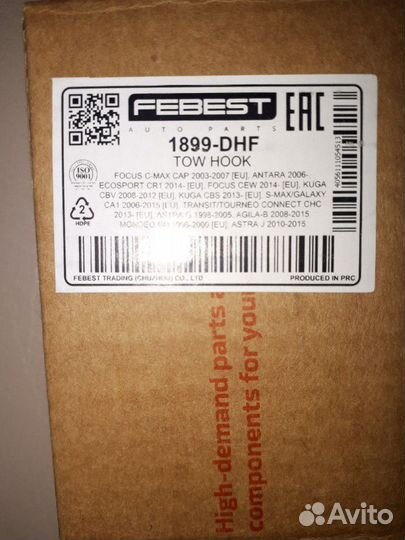 FEBEST
EAC
AUTO PARTS
1899-DHF
TOW HOOK
ISO
9001
FOCUS C-MAX CAP 2003-2007 [EU], ANTARA 2006-
ECOSPORT CR1 2014- [EU], FOCUS CEW 2014- [EU], KUGA
CBV 2008-2012 [EU], KUGA CBS 2013- [EU], S-MAX/GALAXY
CA1 2006-2015 [EU], TRANSIT/TOURNEO CONNECT CHC
2013- [EU], ASTRA G 1998-2005, AGILA-B 2008-2015
MONDEO 1996-2000 [EU], ASTRA J 2010-2015
2
HDPE
4056111054513
FEBEST TRADING (CHUZHOU) CO., LTD
PRODUCED IN PRC
High-demand parts a
components for your
Avito